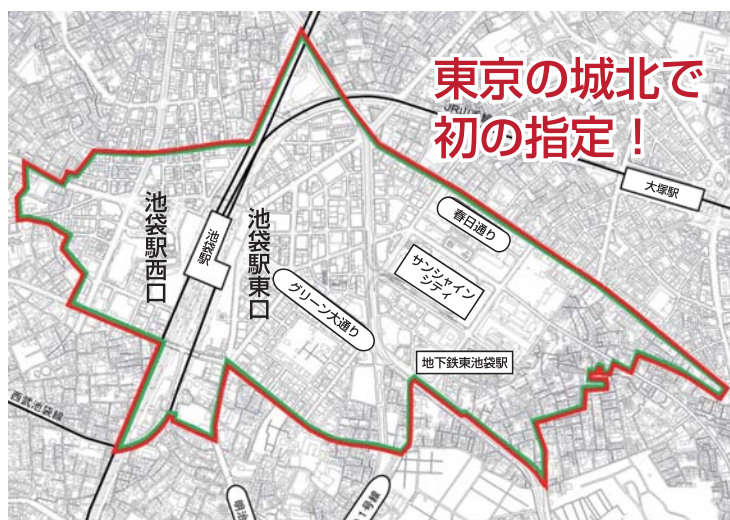 東京の城北で
初の指定！
大塚駅
春日通り
池袋駅西口
池袋駅
池袋駅東口
サンシャイン
シティ
グリーン大通り
地下鉄東池袋駅
西武池袋線